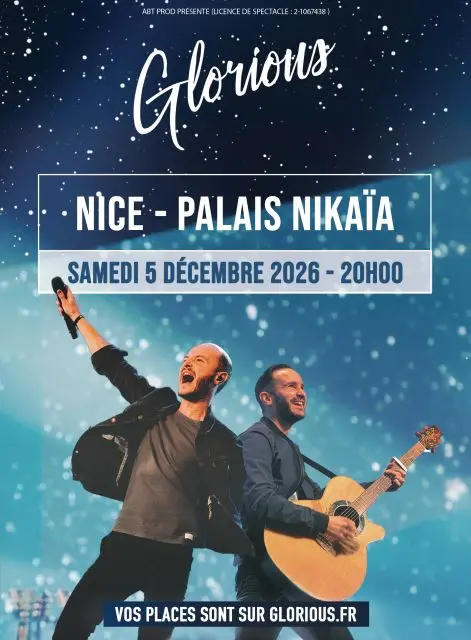 ABT PROD PRÉSENTE (LICENCE DE SPECTACLE : 2-1067438 )
Glorious
NICE - PALAIS NIKAÏA
SAMEDI 5 DÉCEMBRE 2026 - 20H00
VOS PLACES SONT SUR GLORIOUS.FR